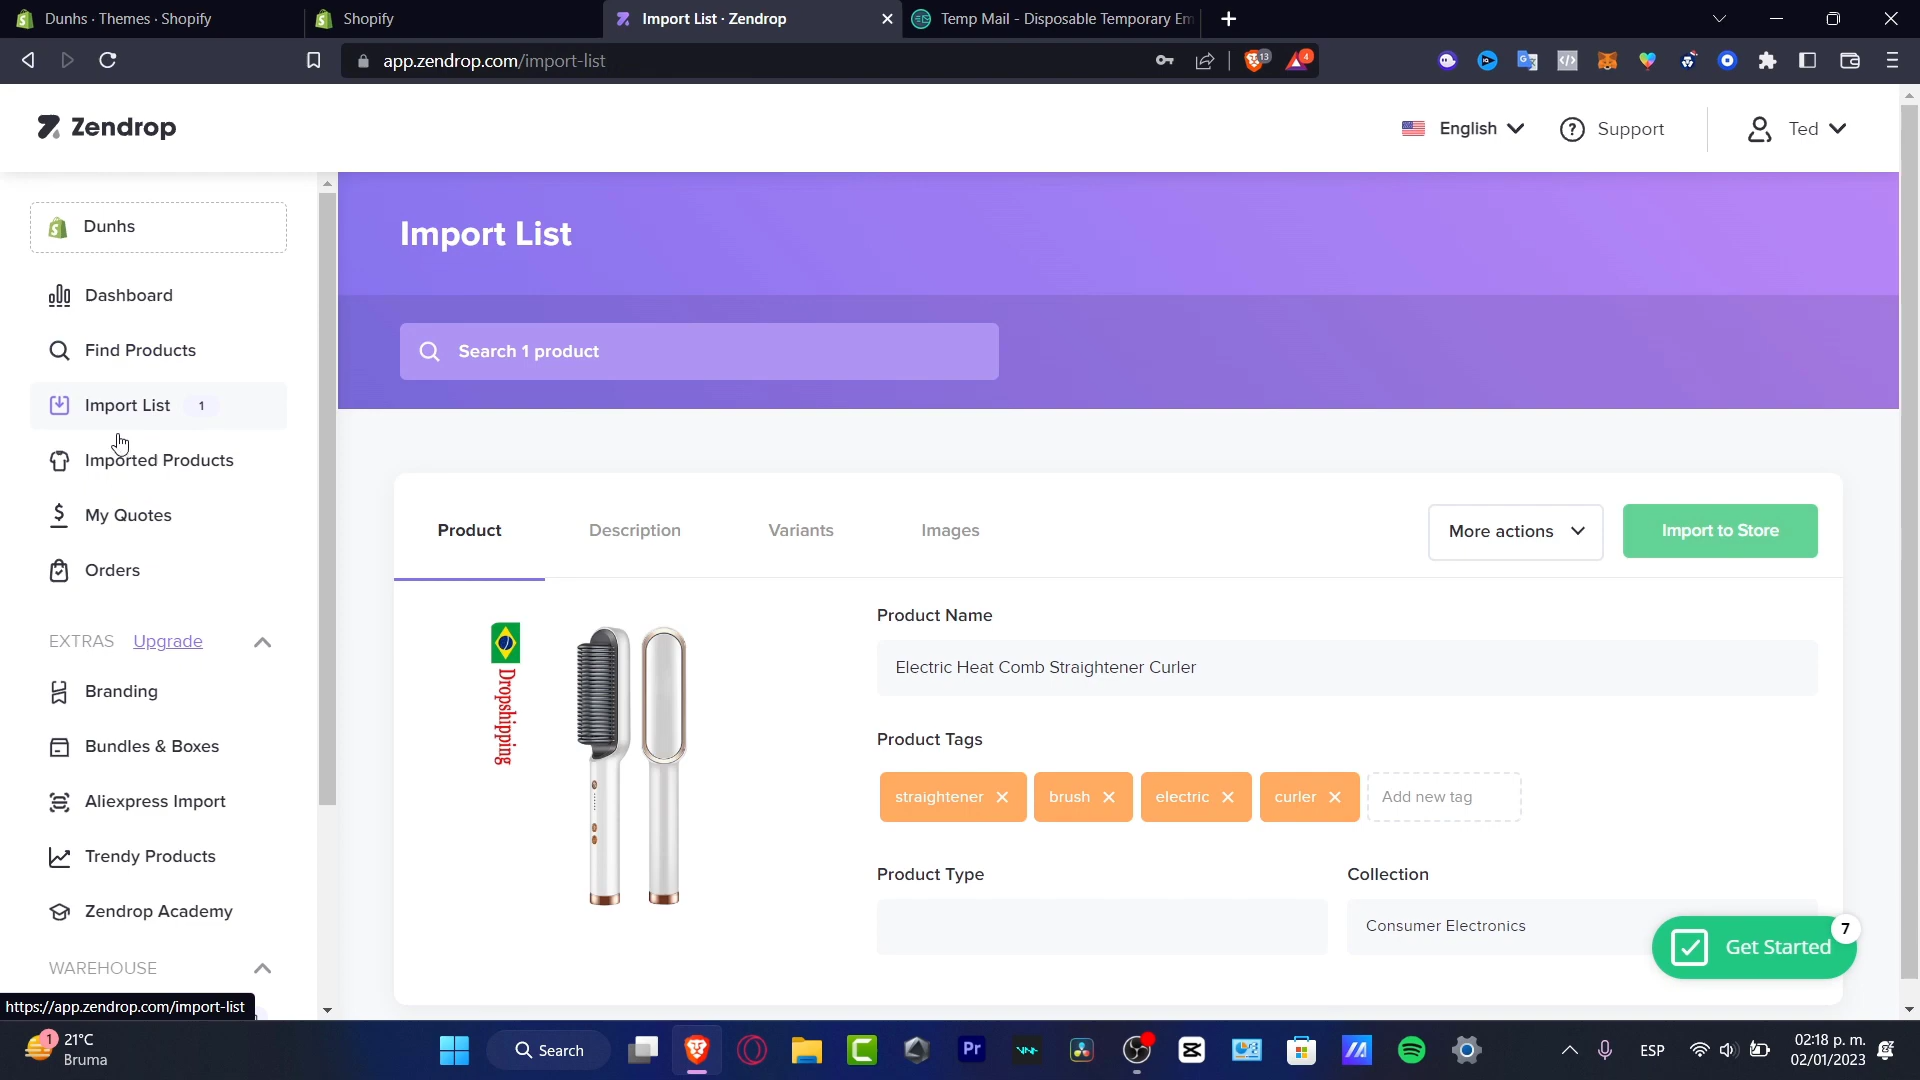 Dunhs · Themes · Shopify
Shopify
Import List · Zendrop
Temp Mail - Disposable Temporary Em
app.zendrop.com/import-list
13
4
Zendrop
English
Support
Ted
Dunhs
Dashboard
Find Products
Import List 1
Imported Products
My Quotes
Orders
EXTRAS Upgrade
Branding
Bundles & Boxes
Aliexpress Import
Trendy Products
Zendrop Academy
WAREHOUSE
https://app.zendrop.com/import-list
Import List
Search 1 product
Product
Description
Variants
Images
More actions
Import to Store
Dropshipping
Product Name
Electric Heat Comb Straightener Curler
Product Tags
straightener
brush
electric
curler
Add new tag
Product Type
Collection
Consumer Electronics
7
Get Started
1
21°C
Bruma
Search
Pr
ESP
02:18 p. m.
02/01/2023